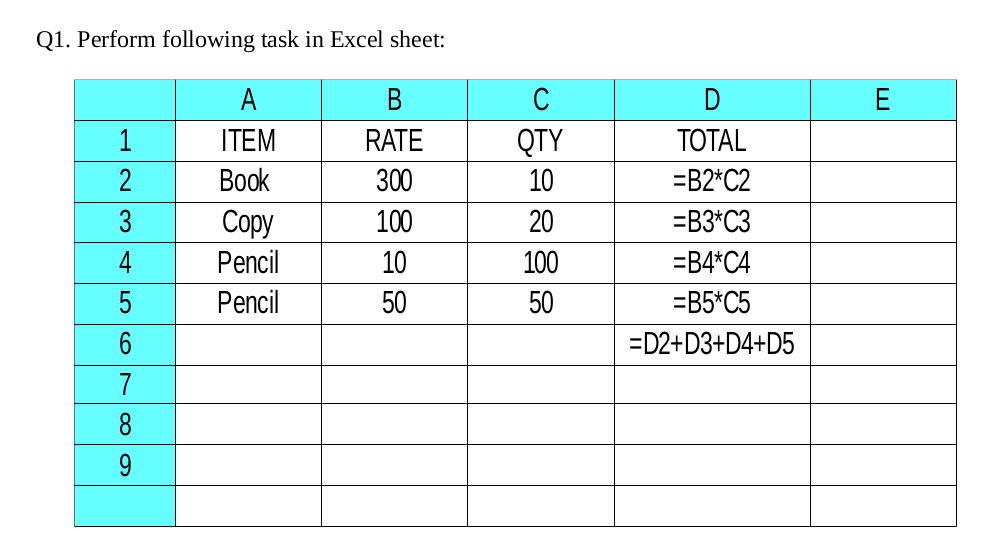 Q1. Perform following task in Excel sheet:
A B C D E
1 ITEM RATE QTY TOTAL
2 Book 300 10 =B2*C2
3 Copy 100 20 =B3*C3
4 Pencil 10 100 =B4*C4
5 Pencil 50 50 =B5*C5
6 =D2+D3+D4+D5
7
8
9